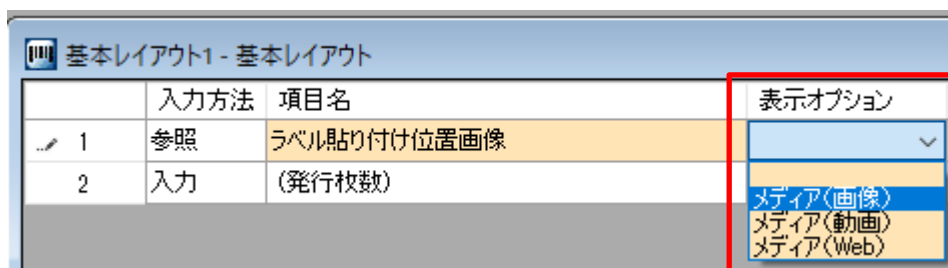 基本レイアウト1 - 基本レイアウト
入力方法 項目名 表示オプション
1 参照 ラベル貼り付け位置画像
2 入力 (発行枚数)
メディア(画像)
メディア(動画)
メディア(Web)